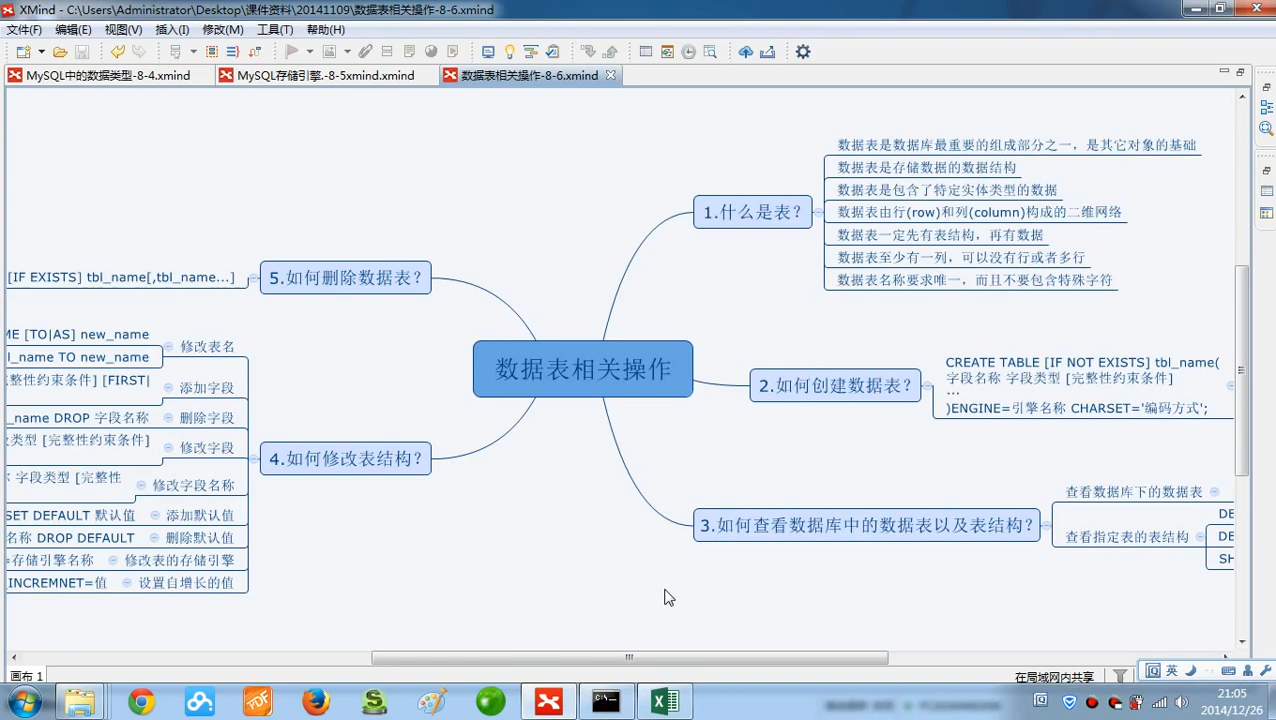 XMind - C:\Users\Administrator\Desktop\课件资料\20141109\数据表相关操作-8-6.xmind
文件(F) 编辑(E) 视图(V) 插入(I) 修改(M) 工具(T) 帮助(H)
MySQL中的数据类型-8-4.xmind
MySQL存储引擎.-8-5xmind.xmind
数据表相关操作-8-6.xmind
数据表相关操作
1.什么是表?
数据表是数据库最重要的组成部分之一，是其它对象的基础
数据表是存储数据的数据结构
数据表是包含了特定实体类型的数据
数据表由行(row)和列(column)构成的二维网络
数据表一定先有表结构，再有数据
数据表至少有一列，可以没有行或者多行
数据表名称要求唯一，而且不要包含特殊字符
2.如何创建数据表?
CREATE TABLE [IF NOT EXISTS] tbl_name(
字段名称 字段类型 [完整性约束条件]
...
)ENGINE=引擎名称 CHARSET='编码方式';
3.如何查看数据库中的数据表以及表结构?
查看数据库下的数据表
查看指定表的表结构
DE
DE
SH
4.如何修改表结构?
修改表名
ME [TO|AS] new_name
l_name TO new_name
添加字段
完整性约束条件] [FIRST|
删除字段
_name DROP 字段名称
修改字段
段类型 [完整性约束条件]
修改字段名称
字段类型 [完整性
添加默认值
SET DEFAULT 默认值
删除默认值
名称 DROP DEFAULT
修改表的存储引擎
=存储引擎名称
设置自增长的值
_INCREMNET=值
5.如何删除数据表?
[IF EXISTS] tbl_name[,tbl_name...]
画布 1
在局域网内共享
英
21:05
2014/12/26